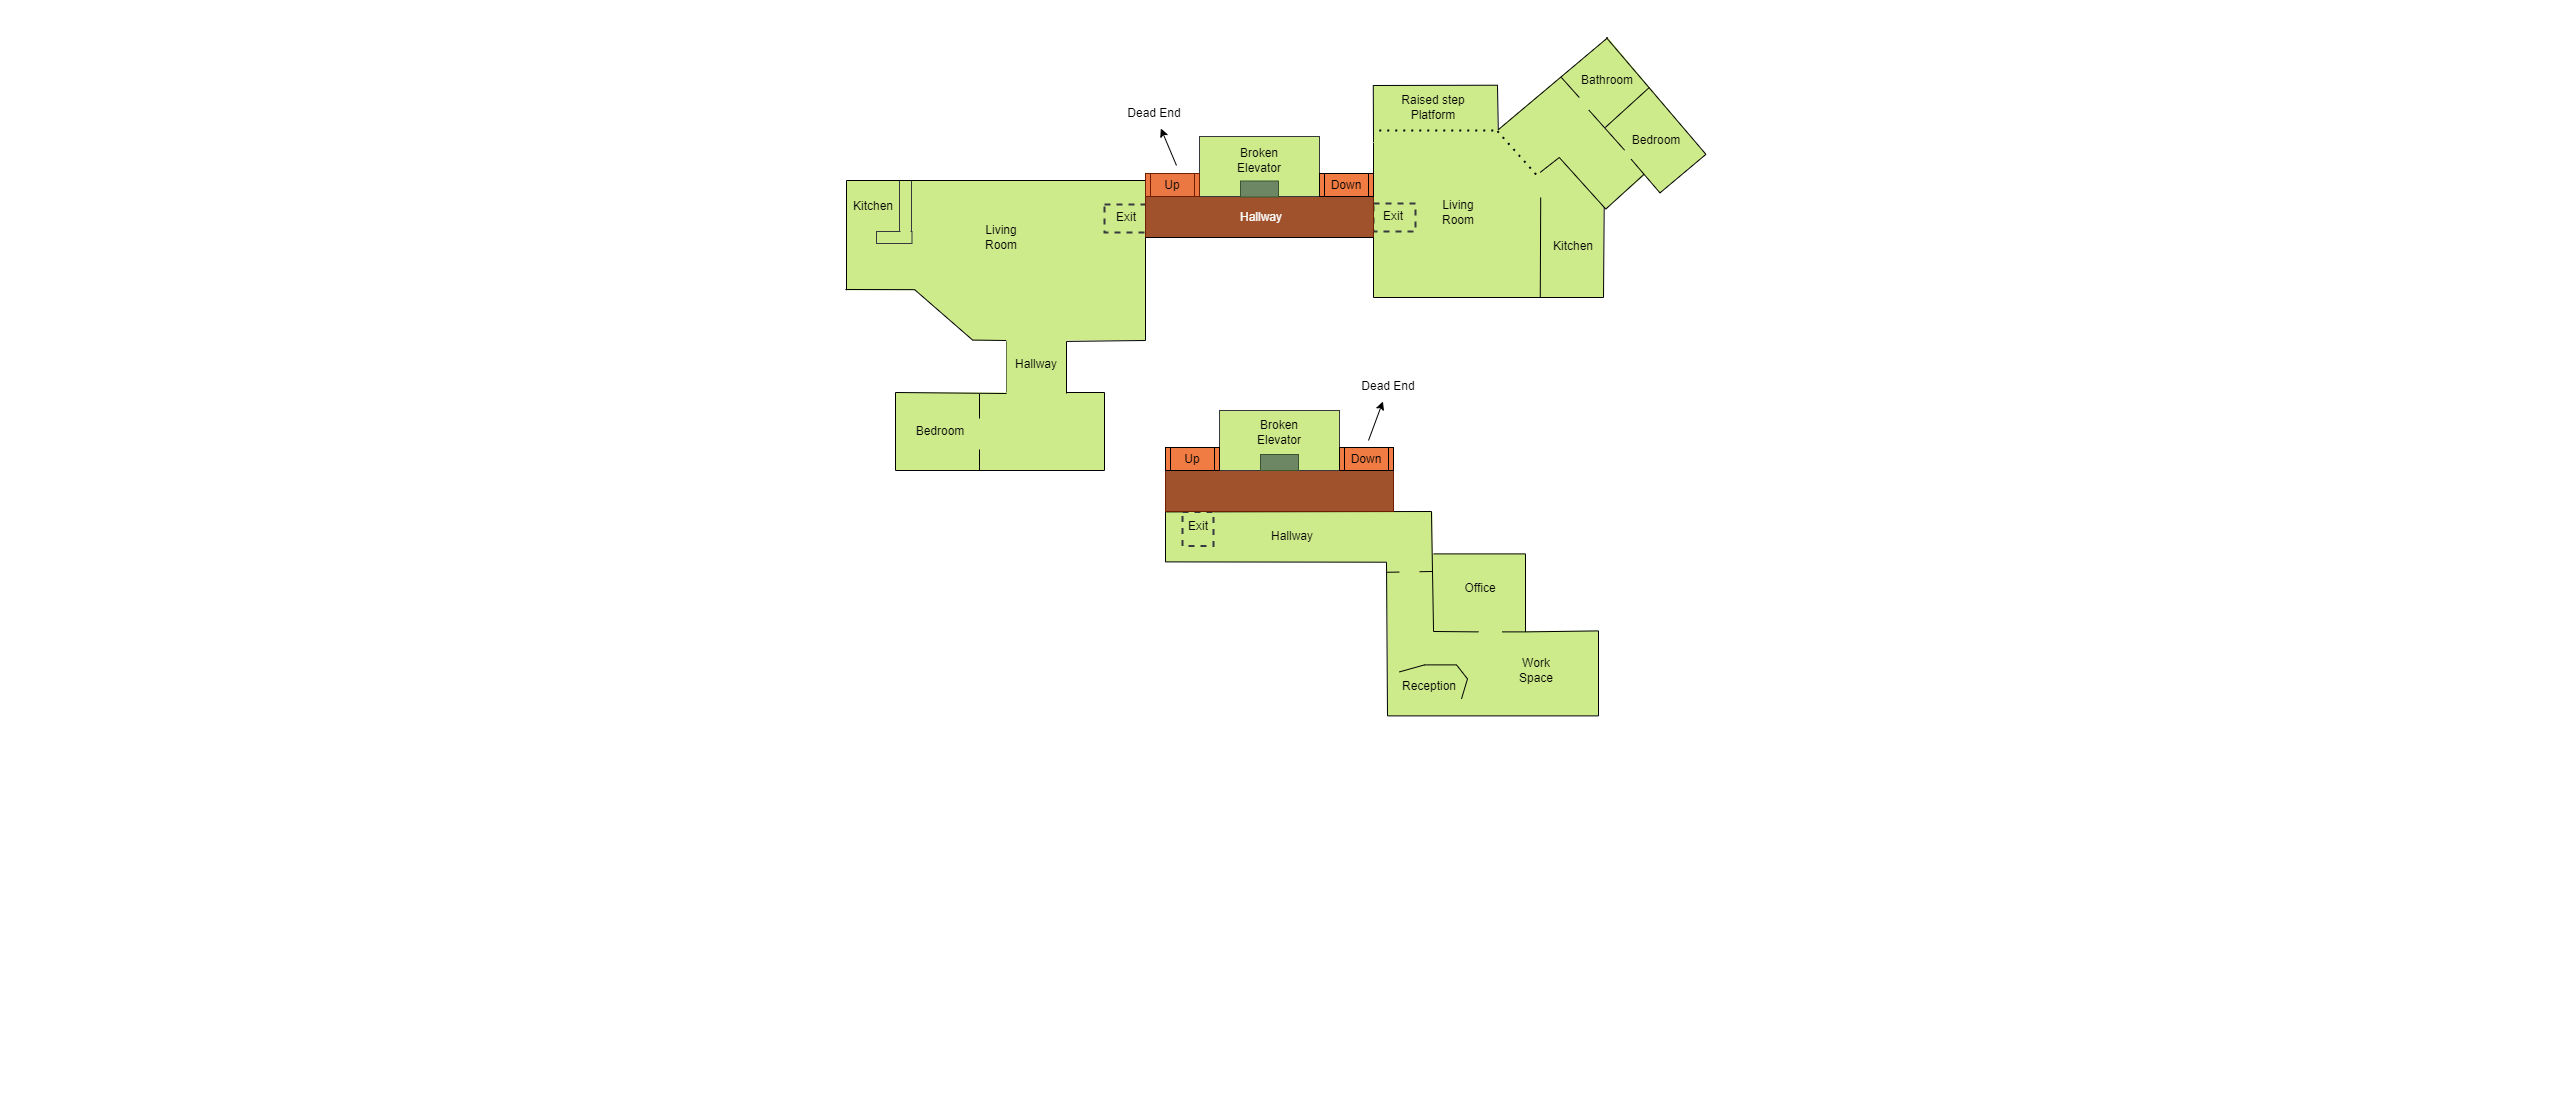 Bathroom
Raised step
Platform
Dead End
Bedroom
Broken
Elevator
Up
Down
Kitchen
Living
Room
Exit
Hallway
Exit
Living
Room
Kitchen
Hallway
Dead End
Bedroom
Broken
Elevator
Up
Down
Exit
Hallway
Office
Work
Space
Reception